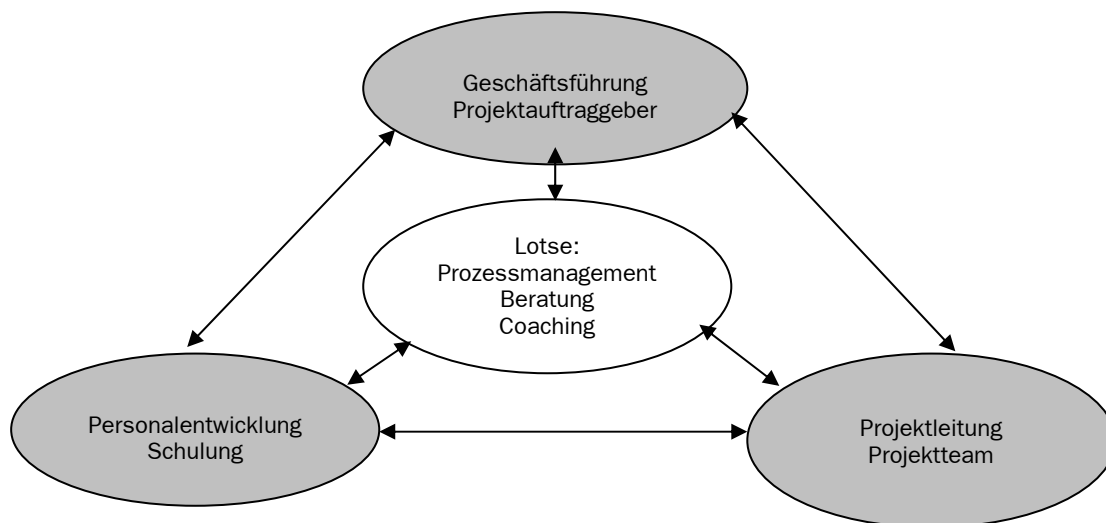 Geschäftsführung
Projektauftraggeber
Lotse:
Prozessmanagement
Beratung
Coaching
Personalentwicklung
Schulung
Projektleitung
Projektteam